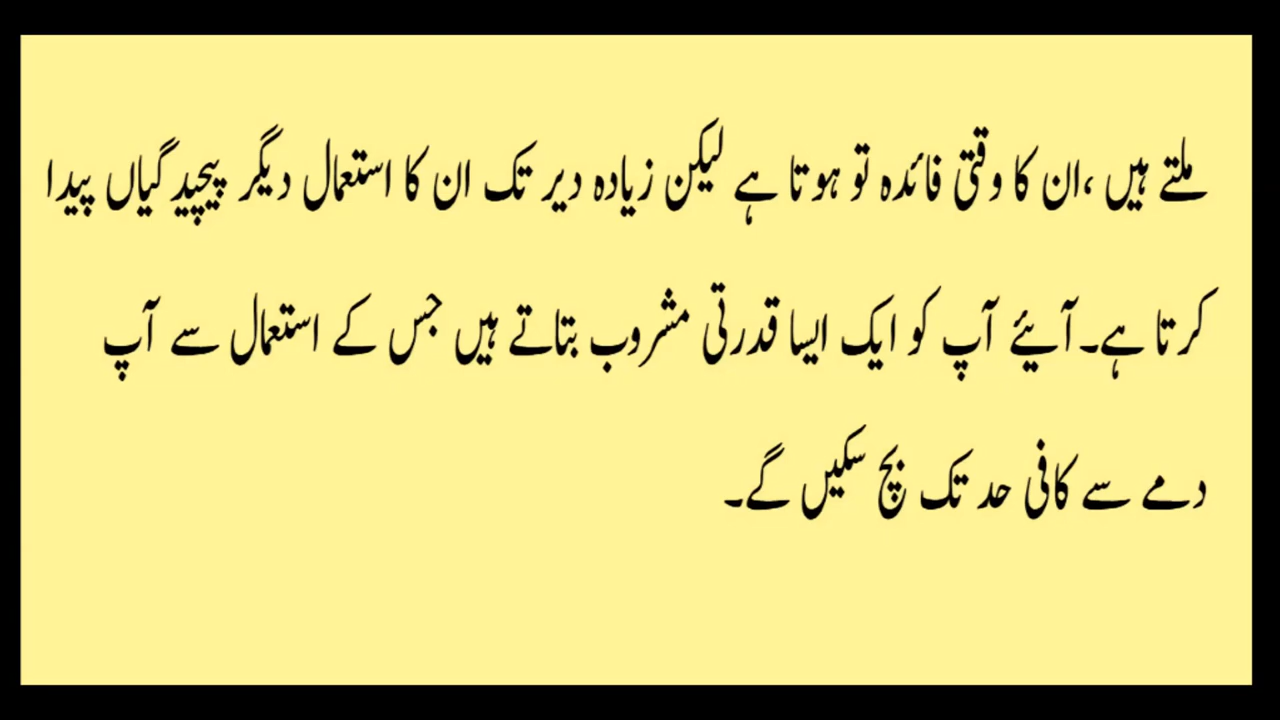 ملتے ہیں ،ان کا وقتی فائدہ تو ہوتا ہے لیکن زیادہ دیر تک ان کا استعمال دیگر پیچیدگیاں پیدا
کرتا ہے۔آیئے آپ کو ایک ایسا قدرتی مشروب بتاتے ہیں جس کے استعمال سے آپ
دمے سے کافی حد تک بچ سکیں گے۔